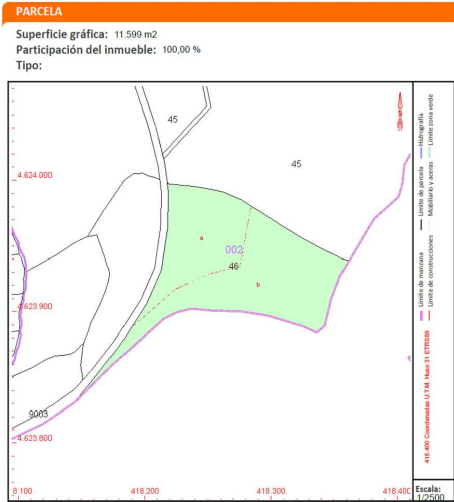 PARCELA
Superficie gráfica: 11.599 m2
Participación del inmueble: 100,00 %
Tipo:
45
45
4.624.000
a
002
46
b
4.623.900
9003
4.623.800
8.100
418.200
418.300
418.400
418.400 Coordenadas U.T.M. Huso 31 ETRS89
Límite de manzana
Límite de parcela
Hidrografía
Límite de construcciones
Mobiliario y aceras
Límite zona verde
Escala:
1/2500